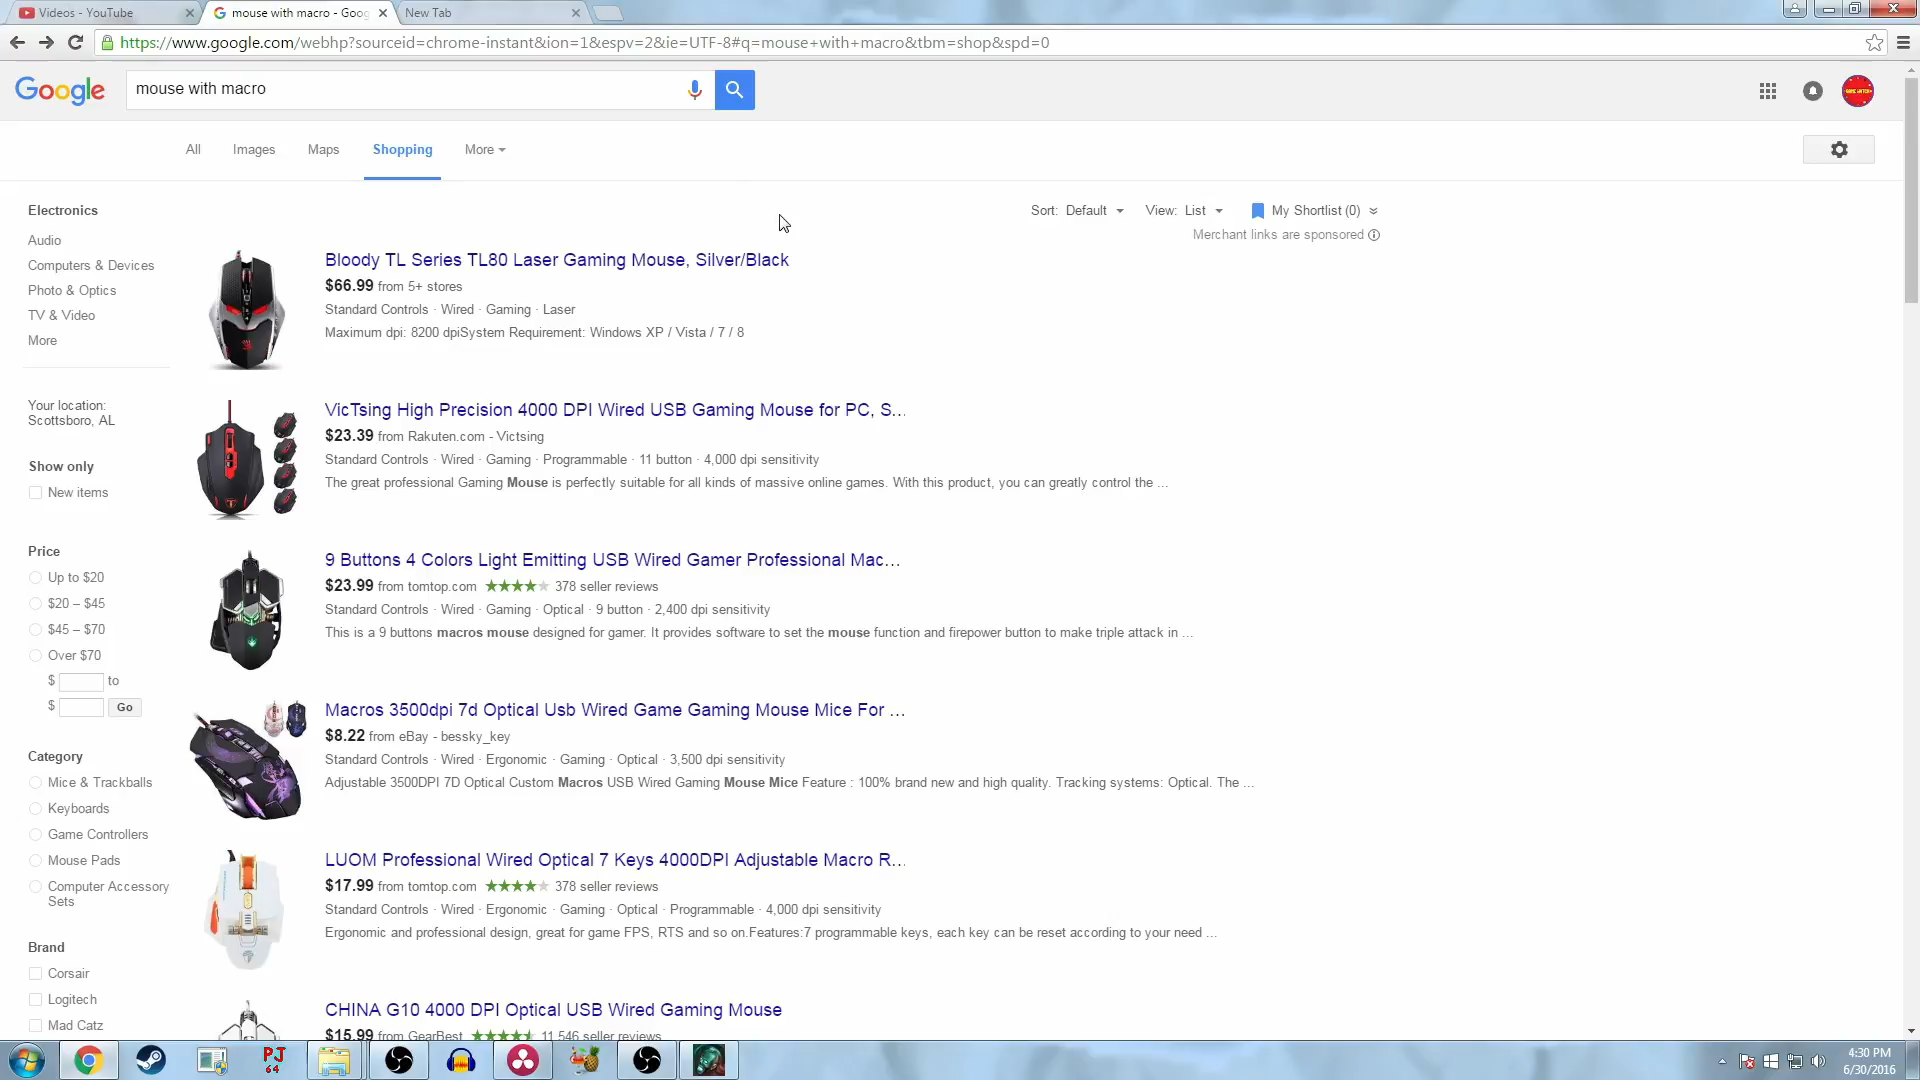 Videos - YouTube
mouse with macro - Goog
New Tab
https://www.google.com/webhp?sourceid=chrome-instant&ion=1&espv=2&ie=UTF-8#q=mouse+with+macro&tbm=shop&spd=0
Google
mouse with macro
All
Images
Maps
Shopping
More
Electronics
Audio
Computers & Devices
Photo & Optics
TV & Video
More
Your location:
Scottsboro, AL
Show only
New items
Price
Up to $20
$20 – $45
$45 – $70
Over $70
$ to
$ Go
Category
Mice & Trackballs
Keyboards
Game Controllers
Mouse Pads
Computer Accessory
Sets
Brand
Corsair
Logitech
Mad Catz
Sort: Default
View: List
My Shortlist (0)
Merchant links are sponsored
Bloody TL Series TL80 Laser Gaming Mouse, Silver/Black
$66.99 from 5+ stores
Standard Controls · Wired · Gaming · Laser
Maximum dpi: 8200 dpiSystem Requirement: Windows XP / Vista / 7 / 8
VicTsing High Precision 4000 DPI Wired USB Gaming Mouse for PC, S...
$23.39 from Rakuten.com - Victsing
Standard Controls · Wired · Gaming · Programmable · 11 button · 4,000 dpi sensitivity
The great professional Gaming Mouse is perfectly suitable for all kinds of massive online games. With this product, you can greatly control the ...
9 Buttons 4 Colors Light Emitting USB Wired Gamer Professional Mac...
$23.99 from tomtop.com 378 seller reviews
Standard Controls · Wired · Gaming · Optical · 9 button · 2,400 dpi sensitivity
This is a 9 buttons macros mouse designed for gamer. It provides software to set the mouse function and firepower button to make triple attack in ...
Macros 3500dpi 7d Optical Usb Wired Game Gaming Mouse Mice For ...
$8.22 from eBay - bessky_key
Standard Controls · Wired · Ergonomic · Gaming · Optical · 3,500 dpi sensitivity
Adjustable 3500DPI 7D Optical Custom Macros USB Wired Gaming Mouse Mice Feature : 100% brand new and high quality. Tracking systems: Optical. The ...
LUOM Professional Wired Optical 7 Keys 4000DPI Adjustable Macro R...
$17.99 from tomtop.com 378 seller reviews
Standard Controls · Wired · Ergonomic · Gaming · Optical · Programmable · 4,000 dpi sensitivity
Ergonomic and professional design, great for game FPS, RTS and so on.Features:7 programmable keys, each key can be reset according to your need ...
CHINA G10 4000 DPI Optical USB Wired Gaming Mouse
$15.99 from GearBest 11,546 seller reviews
PJ
64
4:30 PM
6/30/2016